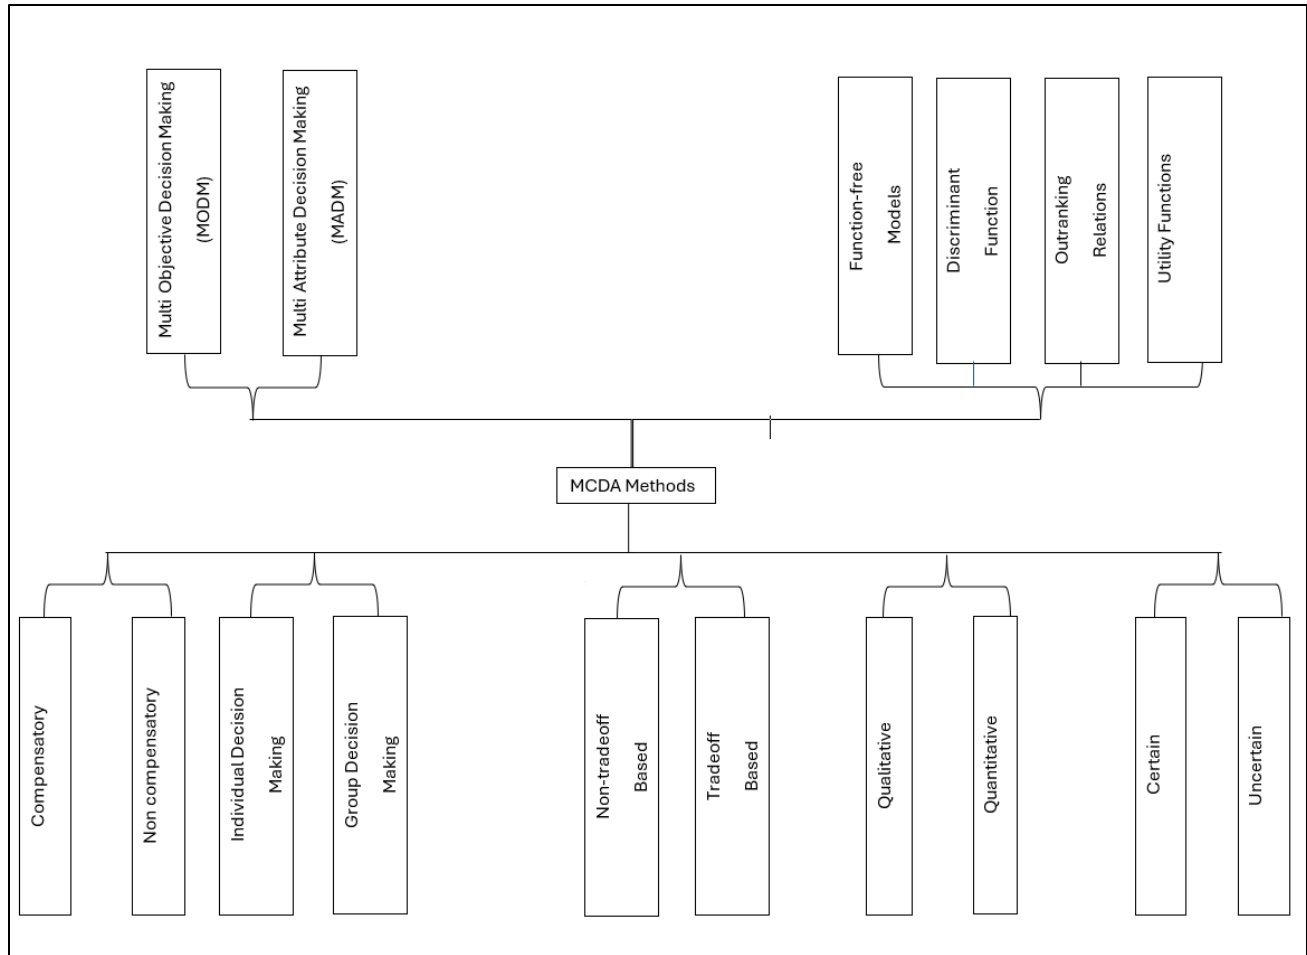 Multi Objective Decision Making
(MODM)
Multi Attribute Decision Making
(MADM)
Function-free
Models
Discriminant
Function
Outranking
Relations
Utility Functions
MCDA Methods
Compensatory
Non compensatory
Individual Decision
Making
Group Decision
Making
Non-tradeoff
Based
Tradeoff
Based
Qualitative
Quantitative
Certain
Uncertain